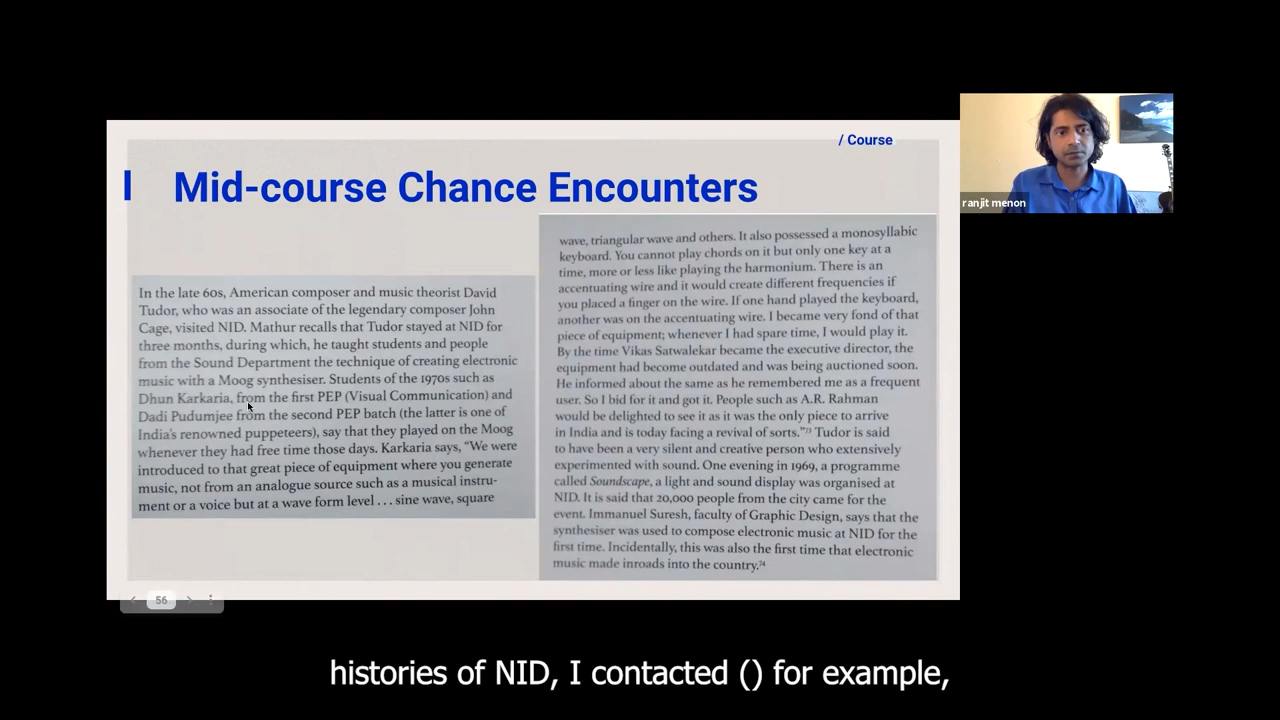 / Course
Mid-course Chance Encounters
In the late 60s, American composer and music theorist David
Tudor, who was an associate of the legendary composer John
Cage, visited NID. Mathur recalls that Tudor stayed at NID for
three months, during which, he taught students and people
from the Sound Department the technique of creating electronic
music with a Moog synthesiser. Students of the 1970s such as
Dhun Karkaria, from the first PEP (Visual Communication) and
Dadi Pudumjee from the second PEP batch (the latter is one of
India's renowned puppeteers), say that they played on the Moog
whenever they had free time those days. Karkaria says, “We were
introduced to that great piece of equipment where you generate
music, not from an analogue source such as a musical instru-
ment or a voice but at a wave form level . . . sine wave, square
wave, triangular wave and others. It also possessed a monosyllabic
keyboard. You cannot play chords on it but only one key at a
time, more or less like playing the harmonium. There is an
accentuating wire and it would create different frequencies if
you placed a finger on the wire. If one hand played the keyboard,
another was on the accentuating wire. I became very fond of that
piece of equipment; whenever I had spare time, I would play it.
By the time Vikas Satwalekar became the executive director, the
equipment had become outdated and was being auctioned soon.
He informed about the same as he remembered me as a frequent
user. So I bid for it and got it. People such as A.R. Rahman
would be delighted to see it as it was the only piece to arrive
in India and is today facing a revival of sorts.”73 Tudor is said
to have been a very silent and creative person who extensively
experimented with sound. One evening in 1969, a programme
called Soundscape, a light and sound display was organised at
NID. It is said that 20,000 people from the city came for the
event. Immanuel Suresh, faculty of Graphic Design, says that the
synthesiser was used to compose electronic music at NID for the
first time. Incidentally, this was also the first time that electronic
music made inroads into the country.74
ranjit menon
56
histories of NID, I contacted () for example,